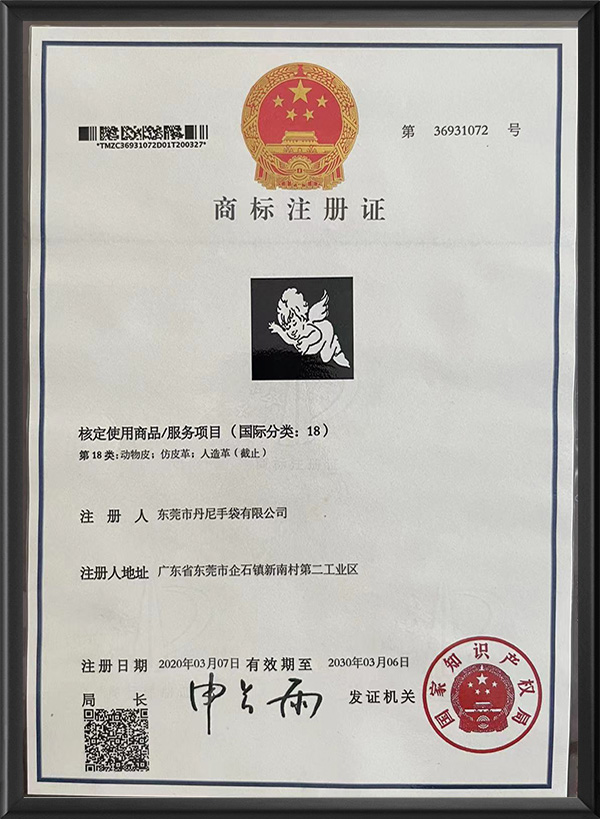 第 36931072 号
*TMZC36931072D01T200327*
商标注册证
核定使用商品/服务项目（国际分类：18）
第18类：动物皮；仿皮革；人造革（截止）
注册人 东莞市丹尼手袋有限公司
注册人地址 广东省东莞市企石镇新南村第二工业区
注册日期 2020年03月07日 有效期至 2030年03月06日
局长 申长雨 发证机关
国家知识产权局